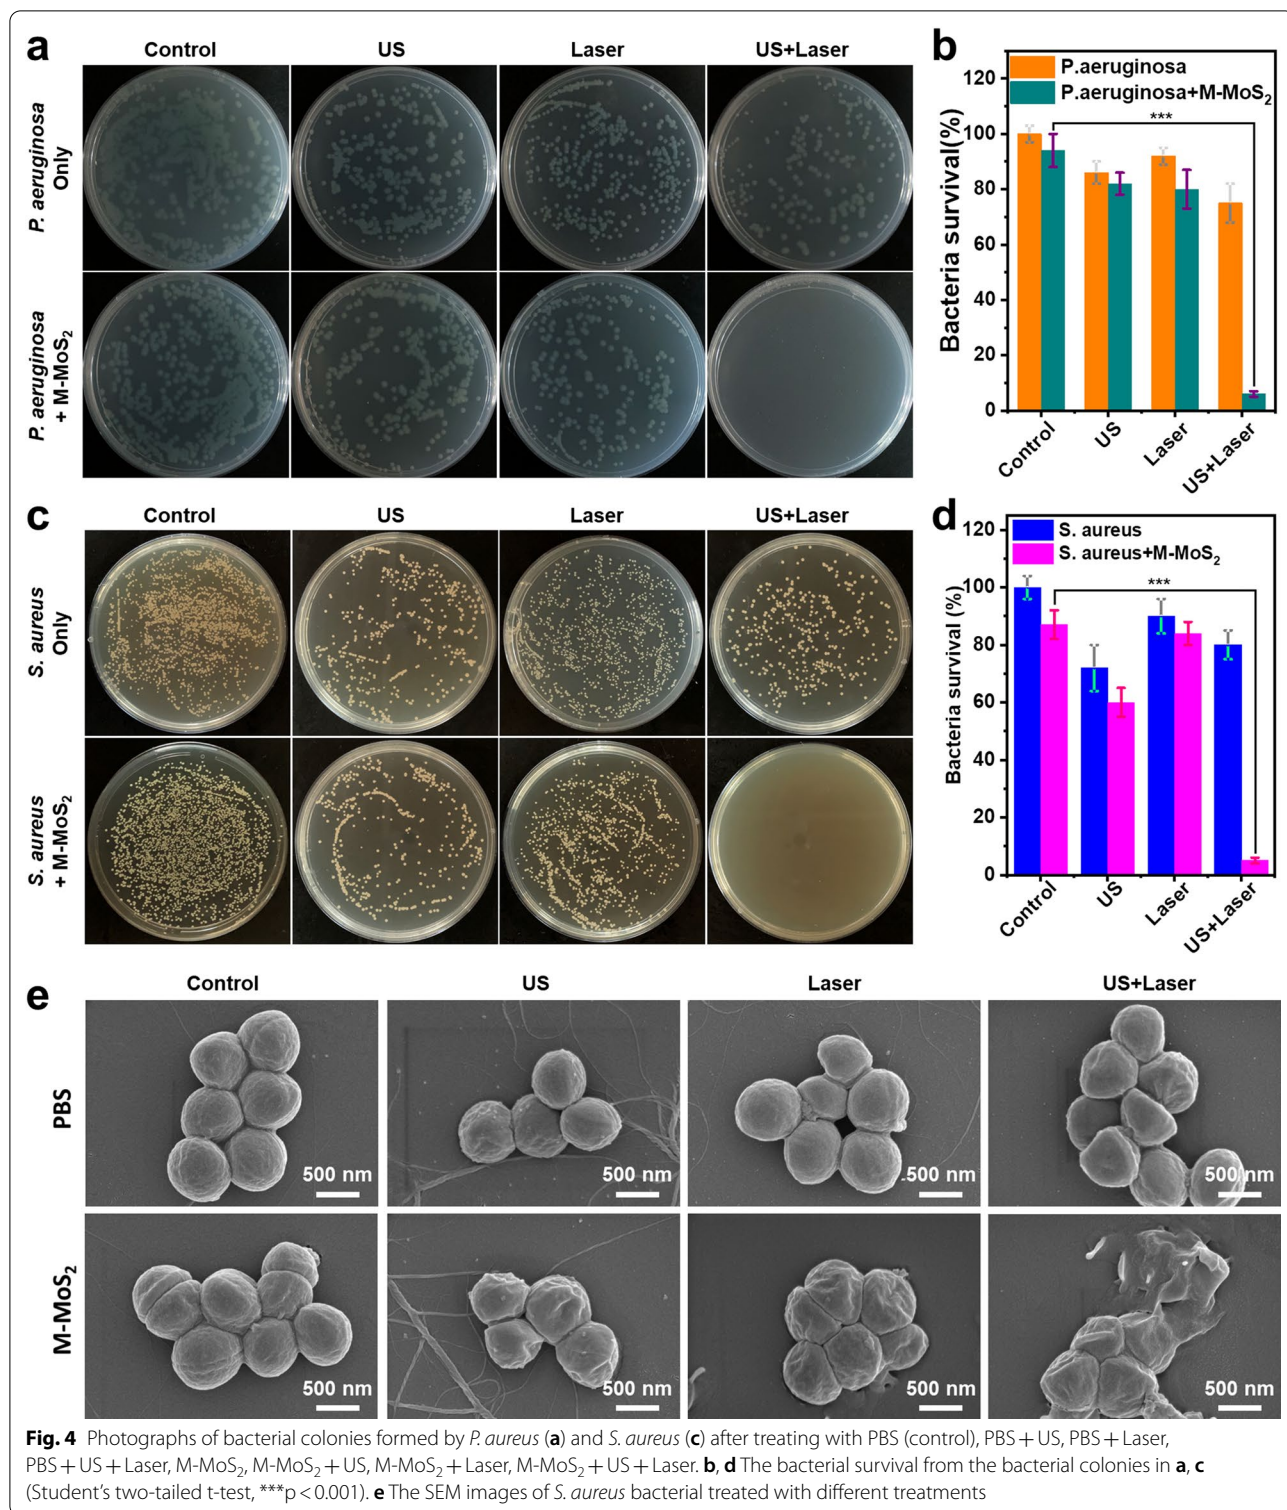 a
Control US Laser US+Laser
P. aeruginosa
Only
P. aeruginosa
+ M-MoS₂
b
P.aeruginosa
P.aeruginosa+M-MoS₂
***
Bacteria survival(%)
120
100
80
60
40
20
0
Control US Laser US+Laser
c
Control US Laser US+Laser
S. aureus
Only
S. aureus
+ M-MoS₂
d
S. aureus
S. aureus+M-MoS₂
***
Bacteria survival (%)
120
100
80
60
40
20
0
Control US Laser US+Laser
e
Control US Laser US+Laser
PBS
500 nm 500 nm 500 nm 500 nm
M-MoS₂
500 nm 500 nm 500 nm 500 nm
Fig. 4 Photographs of bacterial colonies formed by P. aureus (a) and S. aureus (c) after treating with PBS (control), PBS + US, PBS + Laser,
PBS + US + Laser, M-MoS₂, M-MoS₂ + US, M-MoS₂ + Laser, M-MoS₂ + US + Laser. b, d The bacterial survival from the bacterial colonies in a, c
(Student's two-tailed t-test, ***p < 0.001). e The SEM images of S. aureus bacterial treated with different treatments